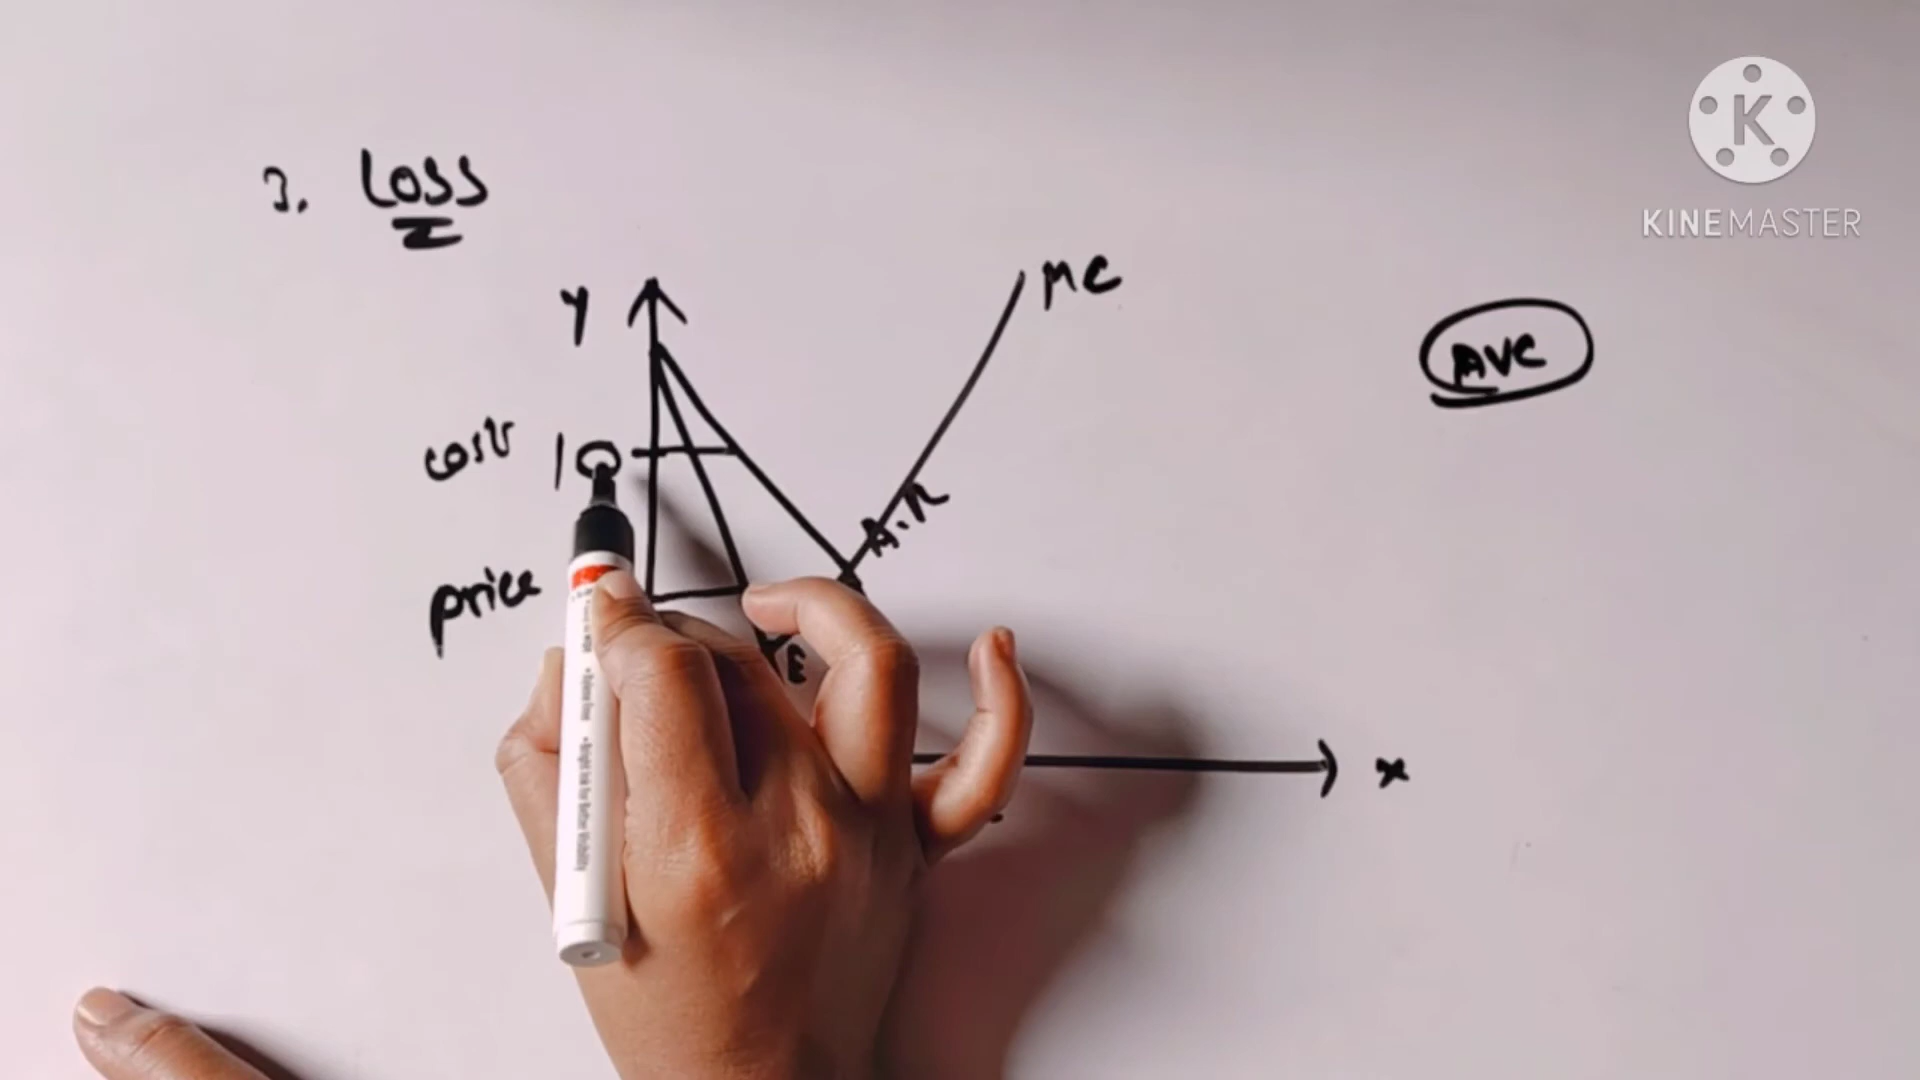 3. Loss
Y
MC
AVC
cost 10
A.R
price
E
x
K
KINEMASTER